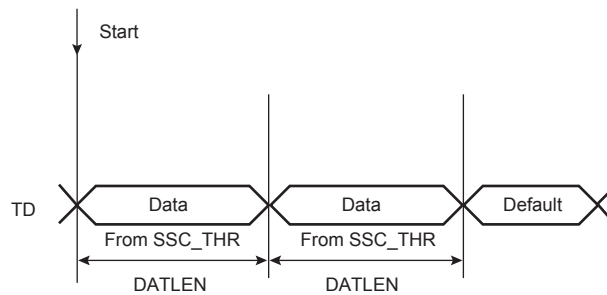 Start
TD
Data
Data
Default
From SSC_THR
From SSC_THR
DATLEN
DATLEN